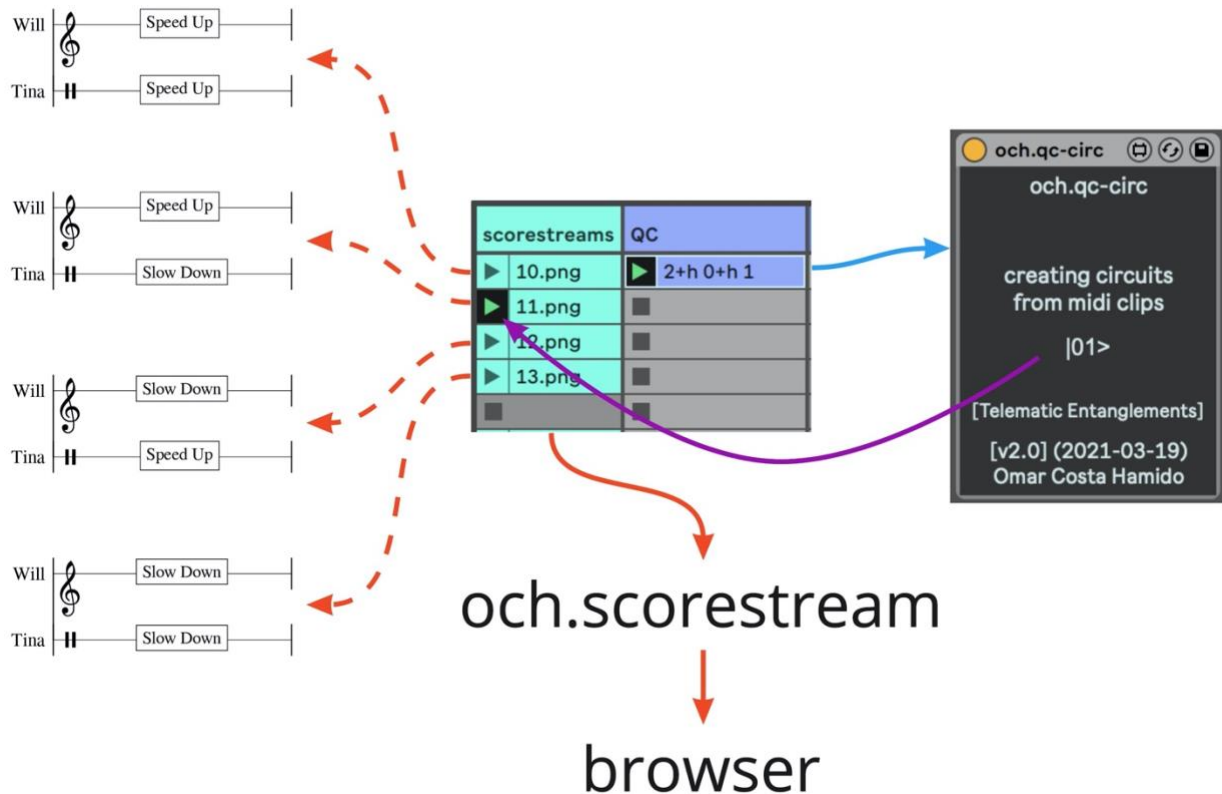 Will Speed Up
Tina Speed Up
Will Speed Up
Tina Slow Down
Will Slow Down
Tina Speed Up
Will Slow Down
Tina Slow Down
scorestreams QC
10.png 2+h 0+h 1
11.png
12.png
13.png
och.qc-circ
och.qc-circ
creating circuits
from midi clips
|01>
[Telematic Entanglements]
[v2.0] (2021-03-19)
Omar Costa Hamido
och.scorestream
browser